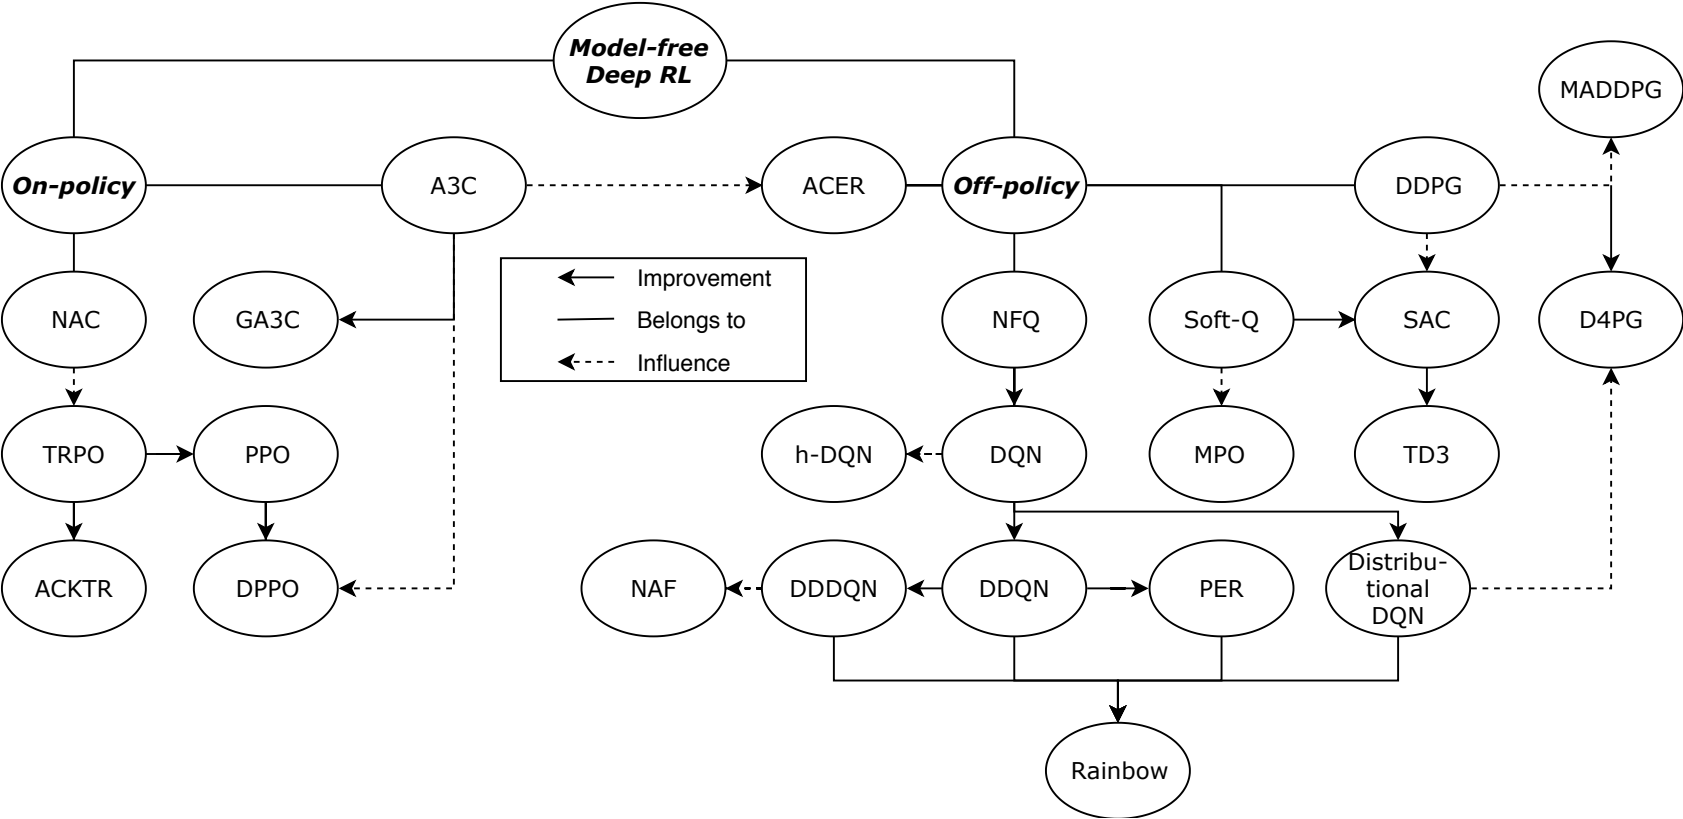 Model-free
Deep RL
MADDPG
On-policy
A3C
ACER
Off-policy
DDPG
Improvement
Belongs to
Influence
NAC
GA3C
NFQ
Soft-Q
SAC
D4PG
TRPO
PPO
h-DQN
DQN
MPO
TD3
ACKTR
DPPO
NAF
DDDQN
DDQN
PER
Distribu-
tional
DQN
Rainbow